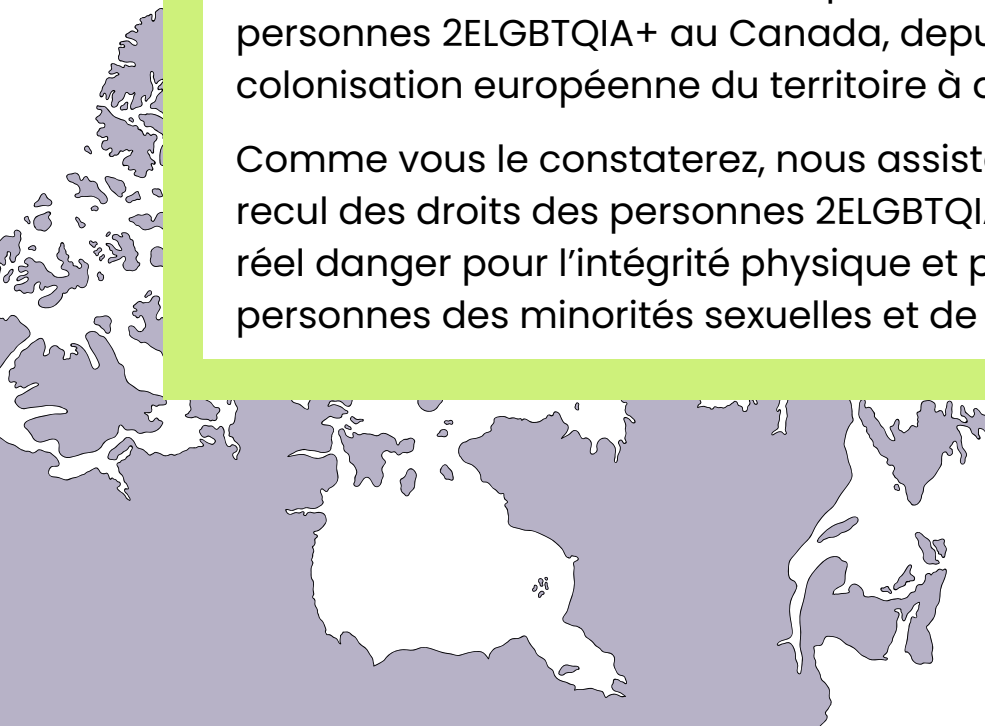 personnes 2ELGBTQIA+ au Canada, depu
colonisation européenne du territoire à
Comme vous le constaterez, nous assist
recul des droits des personnes 2ELGBTQI
réel danger pour l'intégrité physique et p
personnes des minorités sexuelles et de